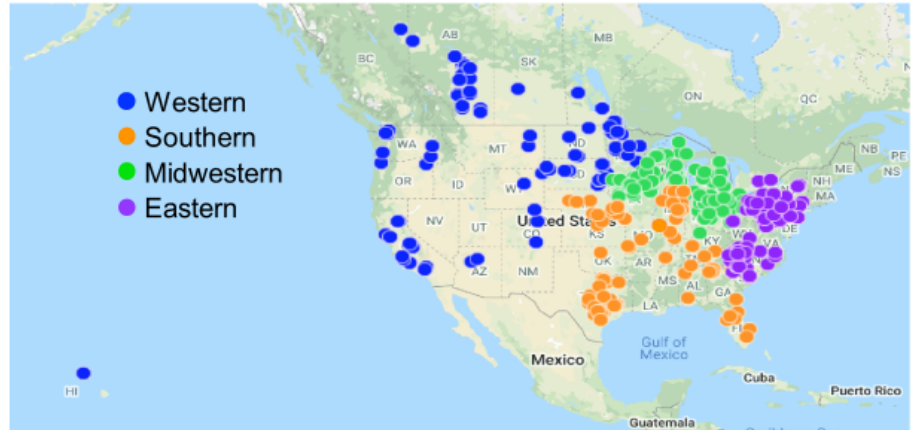 Western
Southern
Midwestern
Eastern
BC
AB
SK
MB
ON
QC
NB
PE
NS
WA
MT
ND
OR
ID
NH
ME
MA
NV
UT
CO
KS
MO
KY
VA
DE
United States
AZ
NM
OK
AR
MS
AL
GA
LA
FL
Gulf of
Mexico
Mexico
HI
Cuba
Puerto Rico
Guatemala